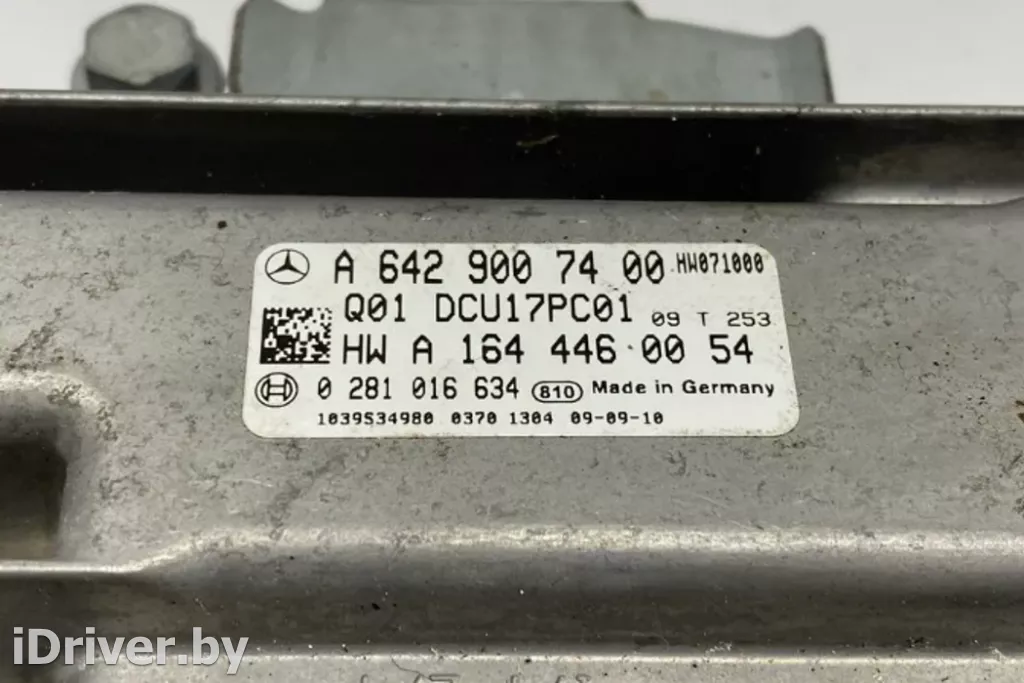 A 642 900 74 00 HW071000
Q01 DCU17PC01 09 T 253
HW A 164 446 00 54
0 281 016 634 810 Made in Germany
1039S34980 0370 1304 09-09-10
iDriver.by